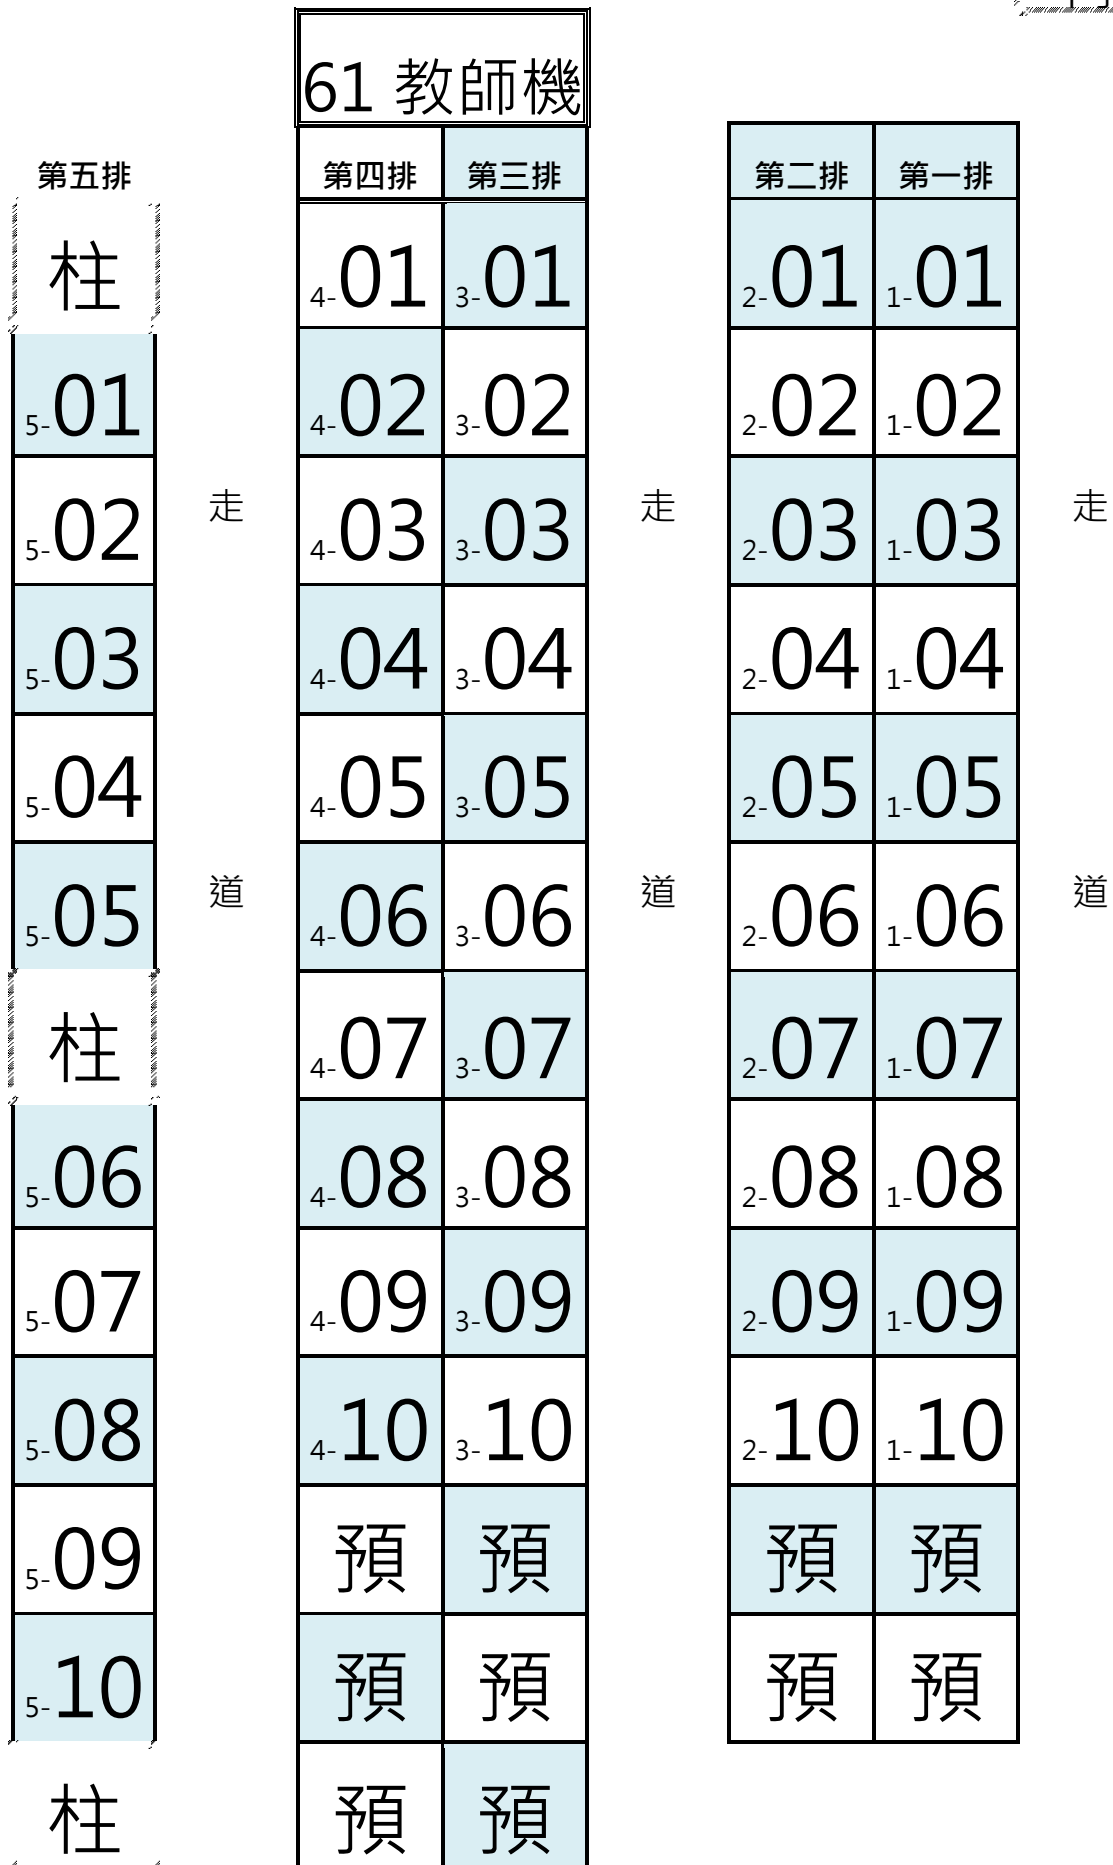 61 教師機
第五排 第四排 第三排 第二排 第一排
柱 4-01 3-01 2-01 1-01
5-01 4-02 3-02 2-02 1-02
5-02 走 4-03 3-03 走 2-03 1-03 走
5-03 4-04 3-04 2-04 1-04
5-04 4-05 3-05 2-05 1-05
5-05 道 4-06 3-06 道 2-06 1-06 道
柱 4-07 3-07 2-07 1-07
5-06 4-08 3-08 2-08 1-08
5-07 4-09 3-09 2-09 1-09
5-08 4-10 3-10 2-10 1-10
5-09 預 預 預 預
5-10 預 預 預 預
柱 預 預